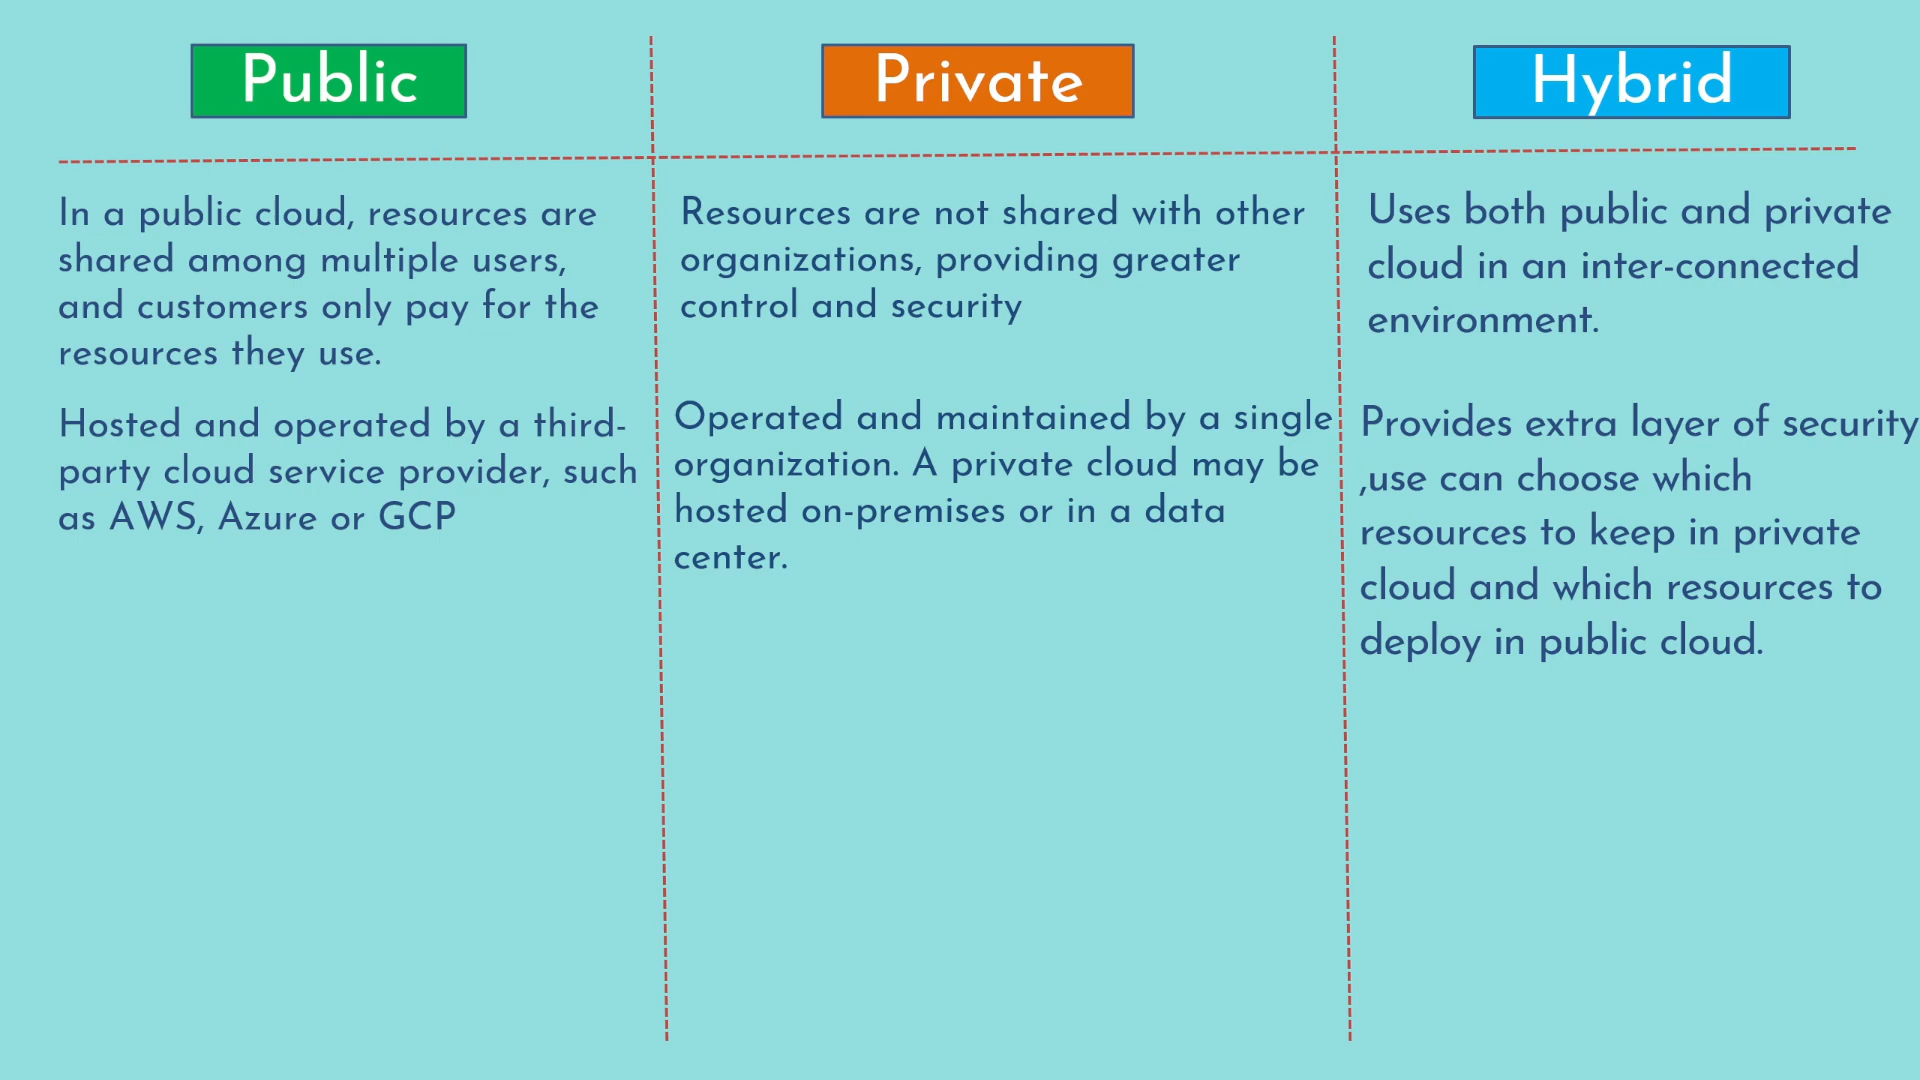 Public
Private
Hybrid
In a public cloud, resources are
shared among multiple users,
and customers only pay for the
resources they use.
Hosted and operated by a third-
party cloud service provider, such
as AWS, Azure or GCP
Resources are not shared with other
organizations, providing greater
control and security
Operated and maintained by a single
organization. A private cloud may be
hosted on-premises or in a data
center.
Uses both public and private
cloud in an inter-connected
environment.
Provides extra layer of security
,use can choose which
resources to keep in private
cloud and which resources to
deploy in public cloud.